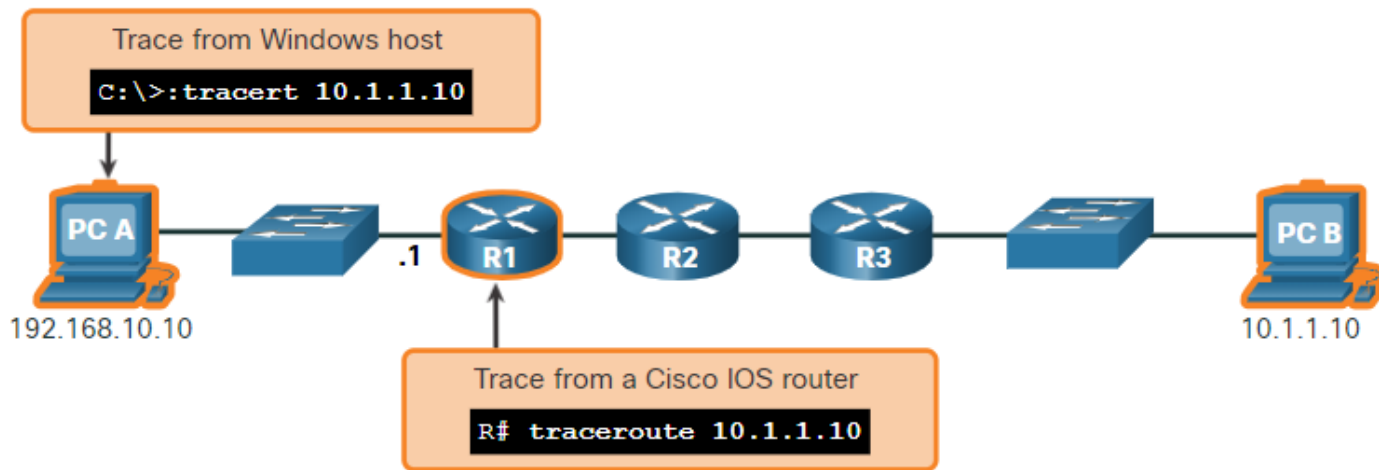 Trace from Windows host
C:\>:tracert 10.1.1.10
PC A
.1
R1
R2
R3
PC B
192.168.10.10
10.1.1.10
Trace from a Cisco IOS router
R# traceroute 10.1.1.10